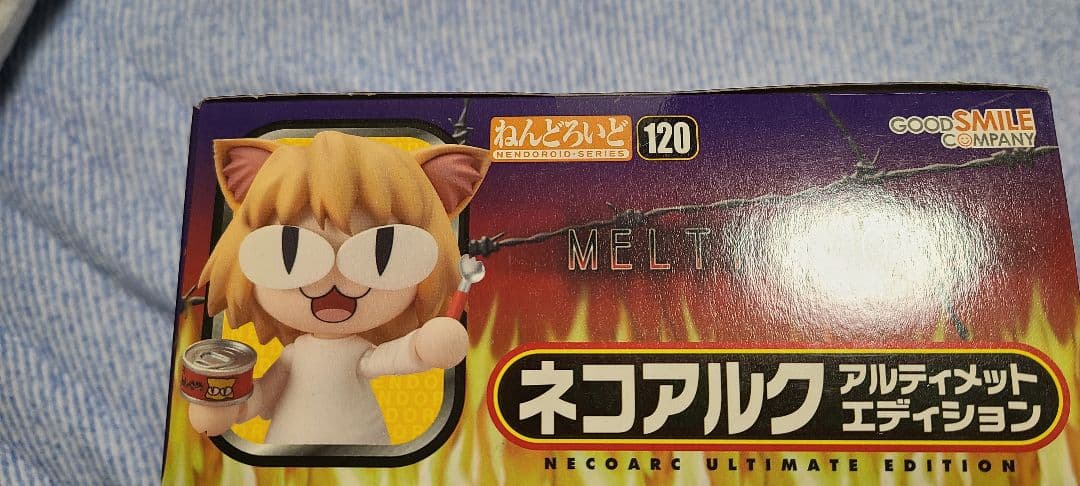 ねんどろいど
NENDOROID•SERIES
120
GOOD SMILE
COMPANY
MELT
ネコアルク
アルティメット
エディション
NECOARC ULTIMATE EDITION